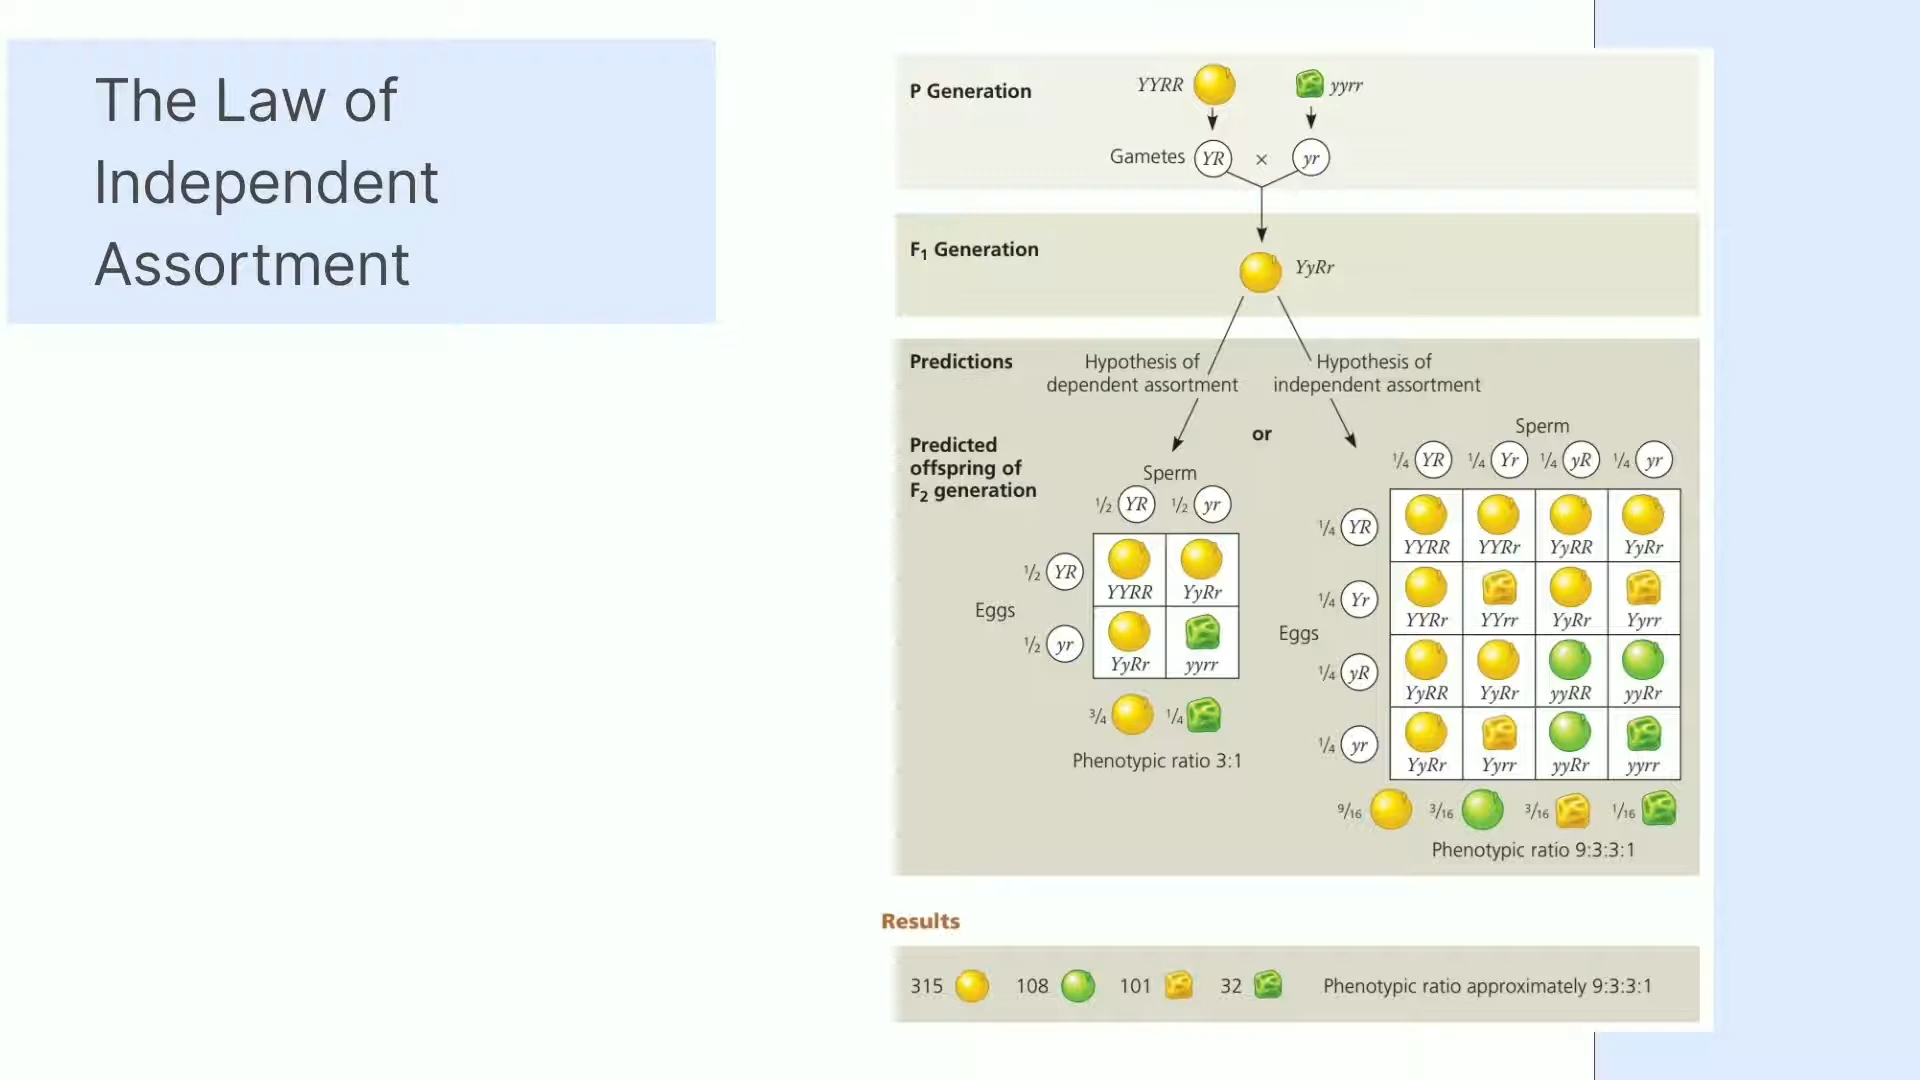 The Law of
Independent
Assortment
P Generation
YYRR
yyrr
Gametes YR × yr
F₁ Generation
YyRr
Predictions
Hypothesis of
dependent assortment
Hypothesis of
independent assortment
or
Predicted
offspring of
F₂ generation
Sperm
1/2 YR 1/2 yr
Eggs
1/2 YR
1/2 yr
YYRR YyRr
YyRr yyrr
3/4 1/4
Phenotypic ratio 3:1
Sperm
1/4 YR 1/4 Yr 1/4 yR 1/4 yr
Eggs
1/4 YR
1/4 Yr
1/4 yR
1/4 yr
YYRR YYRr YyRR YyRr
YYRr YYrr YyRr Yyrr
YyRR YyRr yyRR yyRr
YyRr Yyrr yyRr yyrr
9/16 3/16 3/16 1/16
Phenotypic ratio 9:3:3:1
Results
315 108 101 32 Phenotypic ratio approximately 9:3:3:1